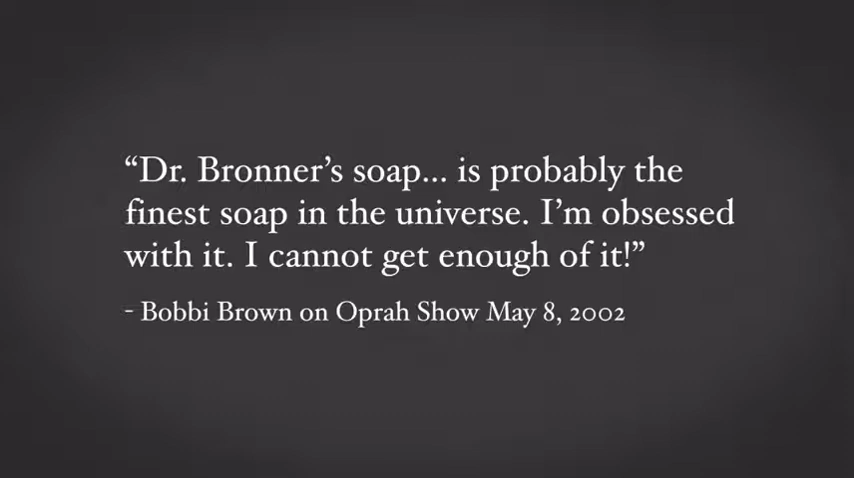 “Dr. Bronner’s soap... is probably the
finest soap in the universe. I’m obsessed
with it. I cannot get enough of it!”
- Bobbi Brown on Oprah Show May 8, 2002